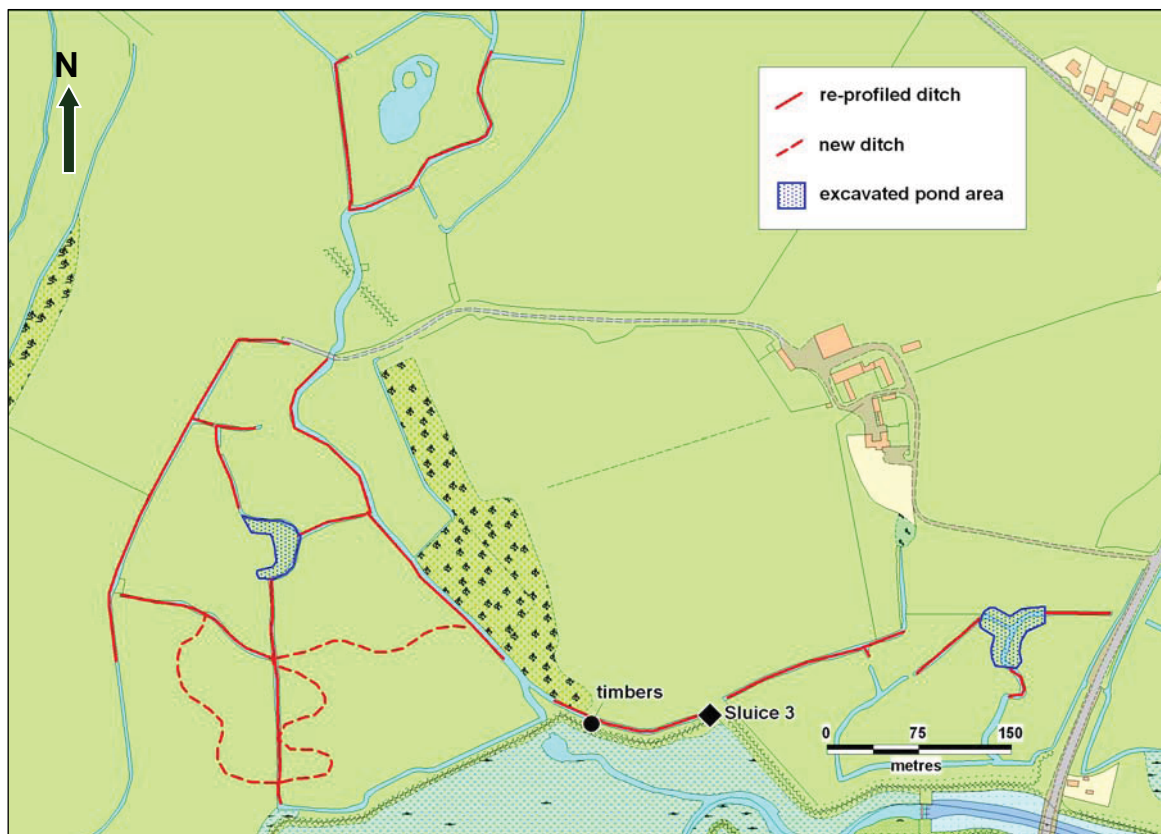 N
re-profiled ditch
new ditch
excavated pond area
timbers
Sluice 3
0 75 150
metres